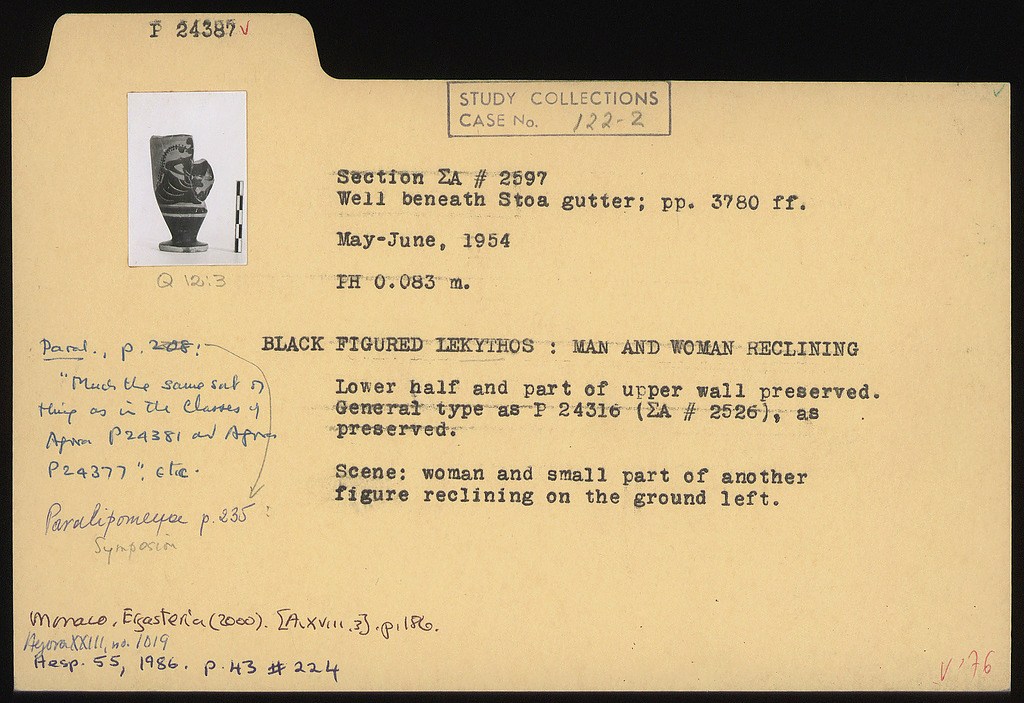 P 24387 ✓
STUDY COLLECTIONS
CASE No. 122-2
Section ΣA # 2597
Well beneath Stoa gutter; pp. 3780 ff.
May-June, 1954
PH 0.083 m.
Q 12:3
BLACK FIGURED LEKYTHOS : MAN AND WOMAN RECLINING
Lower half and part of upper wall preserved.
General type as P 24316 (ΣA # 2526), as
preserved.
Scene: woman and small part of another
figure reclining on the ground left.
Paral., p. 208:
"Much the same sort of
thing as in the Classes of
Agora P24381 and Agora
P24377". etc.
Paralipomena p. 235:
Symposion
Monaco, Ergasteria (2000). [A.XVIII.3]. p. 186.
Agora XXIII, no. 1019
Hesp. 55, 1986. p. 43 # 224
V '76